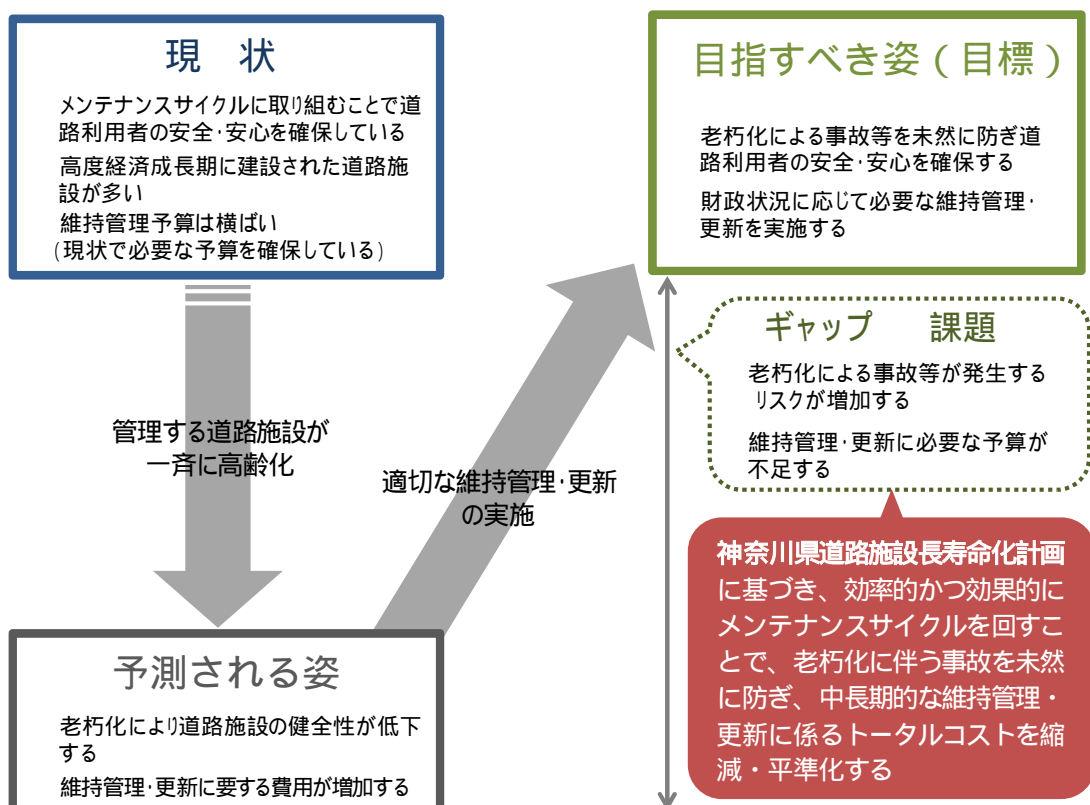 現 状
メンテナンスサイクルに取り組むことで道
路利用者の安全･安心を確保している
高度経済成長期に建設された道路施
設が多い
維持管理予算は横ばい
(現状で必要な予算を確保している)
目指すべき姿（目標）
老朽化による事故等を未然に防ぎ道
路利用者の安全･安心を確保する
財政状況に応じて必要な維持管理･
更新を実施する
ギャップ 課題
老朽化による事故等が発生する
リスクが増加する
維持管理･更新に必要な予算が
不足する
管理する道路施設が
一斉に高齢化
適切な維持管理･更新
の実施
神奈川県道路施設長寿命化計画
に基づき、効率的かつ効果的に
メンテナンスサイクルを回すこ
とで、老朽化に伴う事故を未然
に防ぎ、中長期的な維持管理・
更新に係るトータルコストを縮
減・平準化する
予測される姿
老朽化により道路施設の健全性が低下
する
維持管理･更新に要する費用が増加する